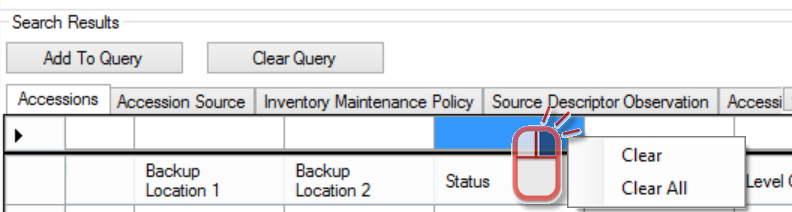 Search Results
Add To Query
Clear Query
Accessions
Accession Source
Inventory Maintenance Policy
Source Descriptor Observation
Accessi
Clear
Clear All
Backup
Location 1
Backup
Location 2
Status
Level